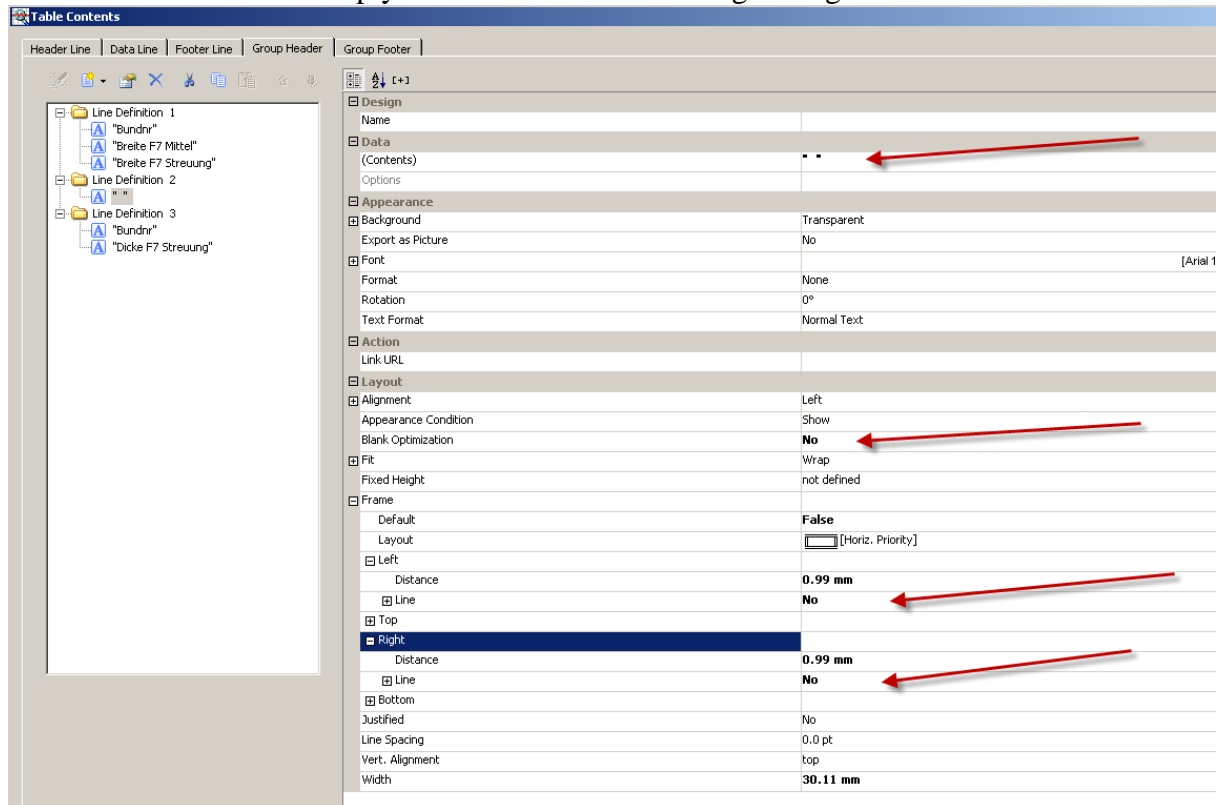 Table Contents
Header Line Data Line Footer Line Group Header Group Footer
Line Definition 1
"Bundnr"
"Breite F7 Mittel"
"Breite F7 Streuung"
Line Definition 2
" "
Line Definition 3
"Bundnr"
"Dicke F7 Streuung"
Design
Name
Data
(Contents) " "
Options
Appearance
Background Transparent
Export as Picture No
Font [Arial 1
Format None
Rotation 0°
Text Format Normal Text
Action
Link URL
Layout
Alignment Left
Appearance Condition Show
Blank Optimization No
Fit Wrap
Fixed Height not defined
Frame
Default False
Layout [Horiz. Priority]
Left
Distance 0.99 mm
Line No
Top
Right
Distance 0.99 mm
Line No
Bottom
Justified No
Line Spacing 0.0 pt
Vert. Alignment top
Width 30.11 mm